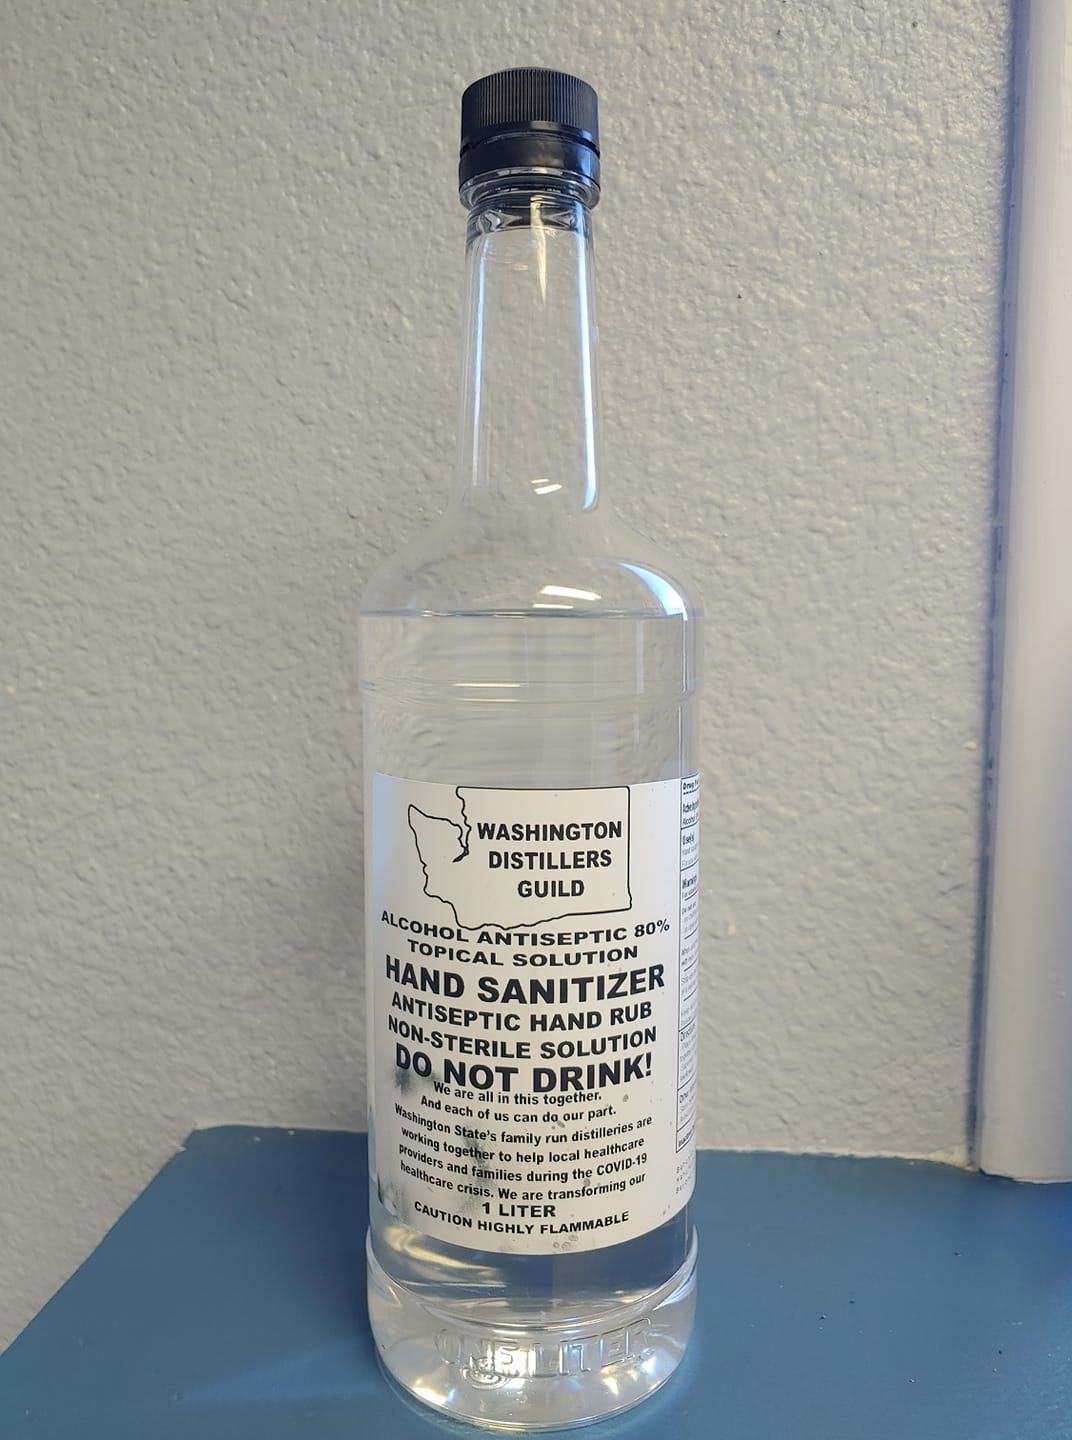 WASHINGTON
DISTILLERS
GUILD
ALCOHOL ANTISEPTIC 80%
TOPICAL SOLUTION
HAND SANITIZER
ANTISEPTIC HAND RUB
NON-STERILE SOLUTION
DO NOT DRINK!
We are all in this together.
And each of us can do our part.
Washington State's family run distilleries are
working together to help local healthcare
providers and families during the COVID-19
healthcare crisis. We are transforming our
1 LITER
CAUTION HIGHLY FLAMMABLE
ONE LITER
Drug
Alcohol